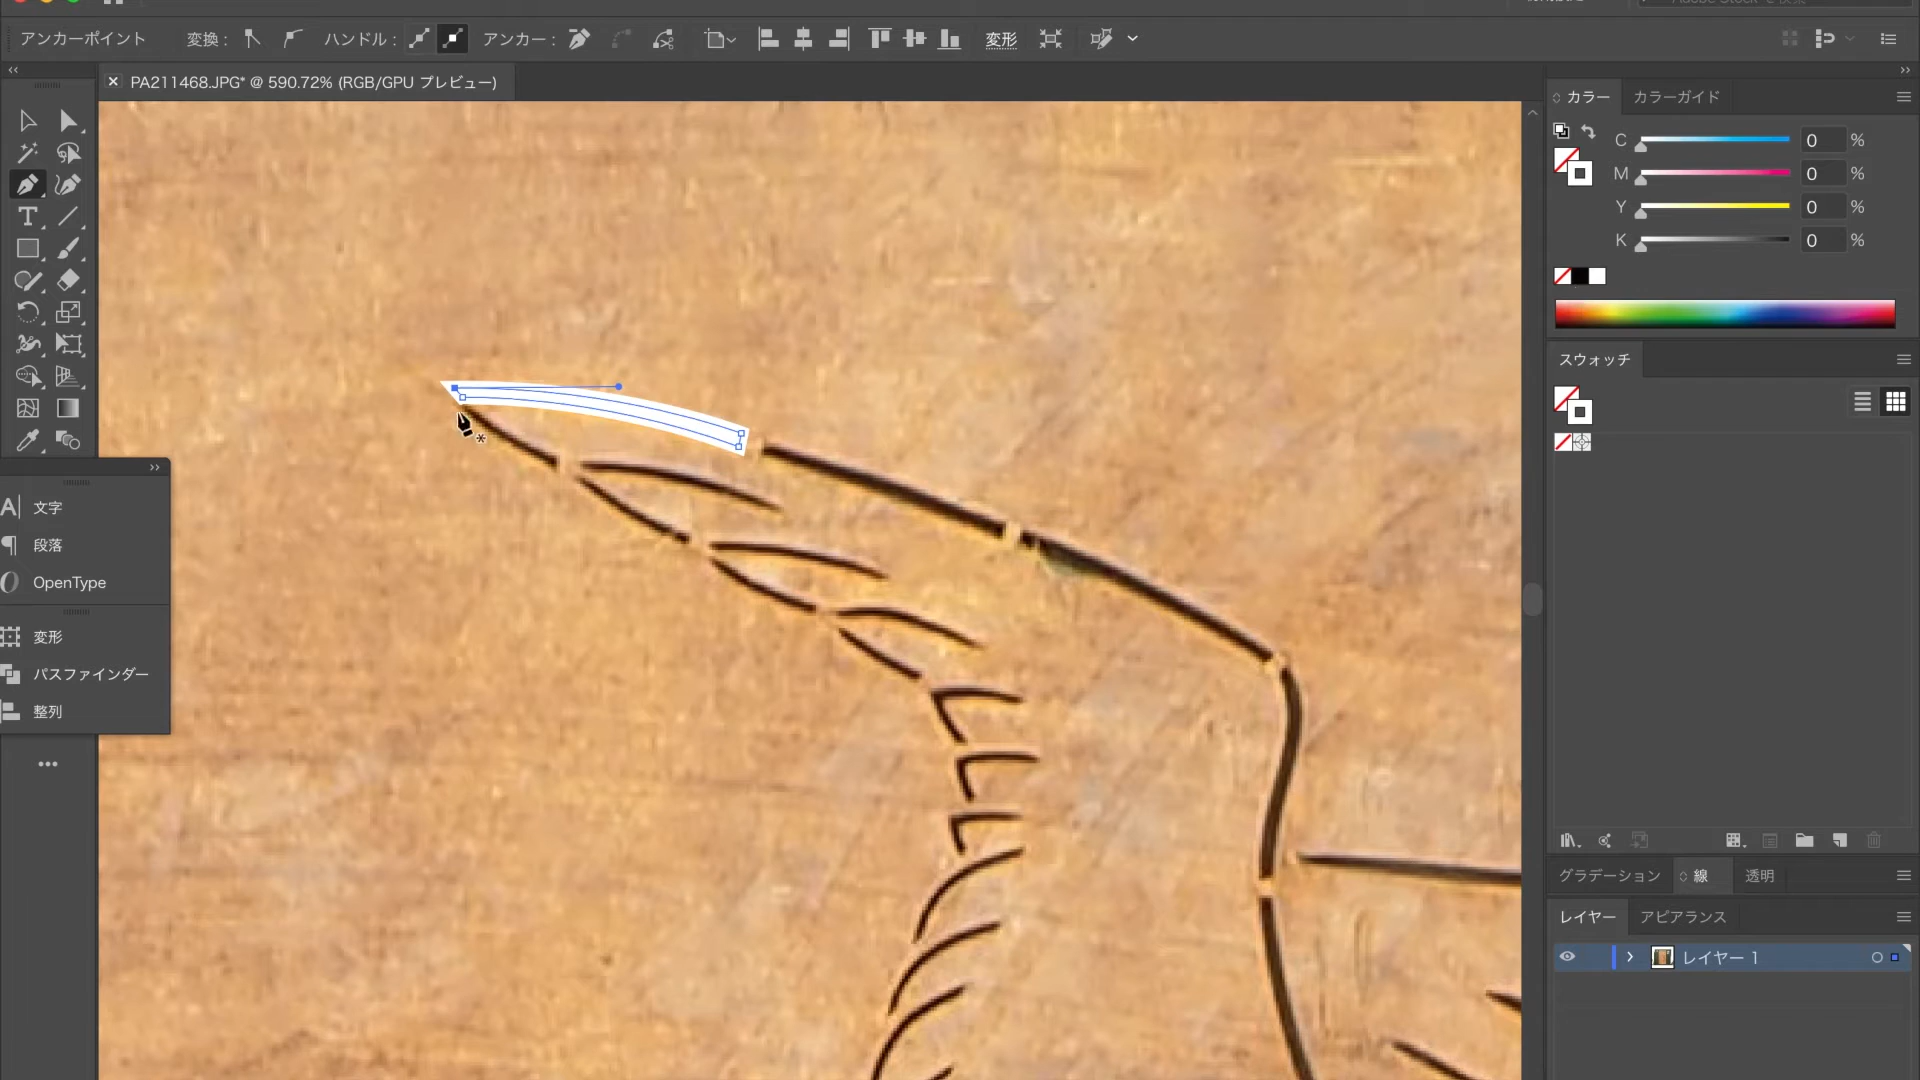 アンカーポイント 変換 : ハンドル : アンカー : 変形
PA211468.JPG* @ 590.72% (RGB/GPU プレビュー)
文字
段落
OpenType
変形
パスファインダー
整列
カラー カラーガイド
C 0 %
M 0 %
Y 0 %
K 0 %
スウォッチ
グラデーション 線 透明
レイヤー アピアランス
レイヤー 1